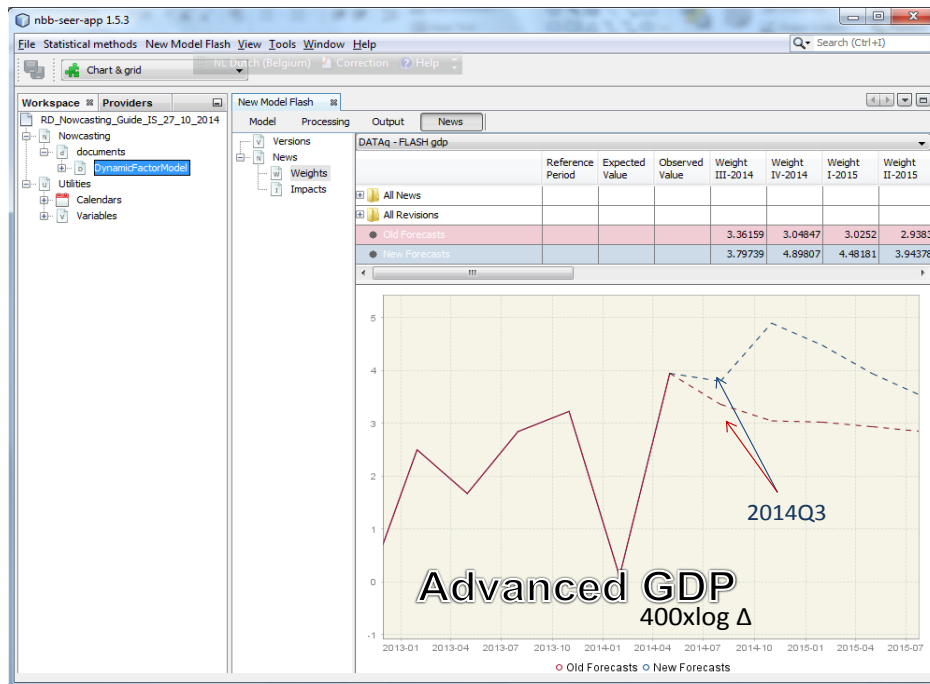 nbb-seer-app 1.5.3
File Statistical methods New Model Flash View Tools Window Help
Search (Ctrl+I)
Chart & grid
NL Dutch (Belgium) Correction Help
Workspace Providers
New Model Flash
RD_Nowcasting_Guide_IS_27_10_2014
Nowcasting
documents
DynamicFactorModel
Utilities
Calendars
Variables
Model Processing Output News
Versions
News
Weights
Impacts
DATAq - FLASH gdp
Reference Period Expected Value Observed Value Weight III-2014 Weight IV-2014 Weight I-2015 Weight II-2015
All News
All Revisions
Old Forecasts 3.36159 3.04847 3.0252 2.9383
New Forecasts 3.79739 4.89807 4.48181 3.94378
5
4
3
2
1
0
-1
2014Q3
Advanced GDP
400xlog Δ
2013-01 2013-04 2013-07 2013-10 2014-01 2014-04 2014-07 2014-10 2015-01 2015-04 2015-07
Old Forecasts New Forecasts